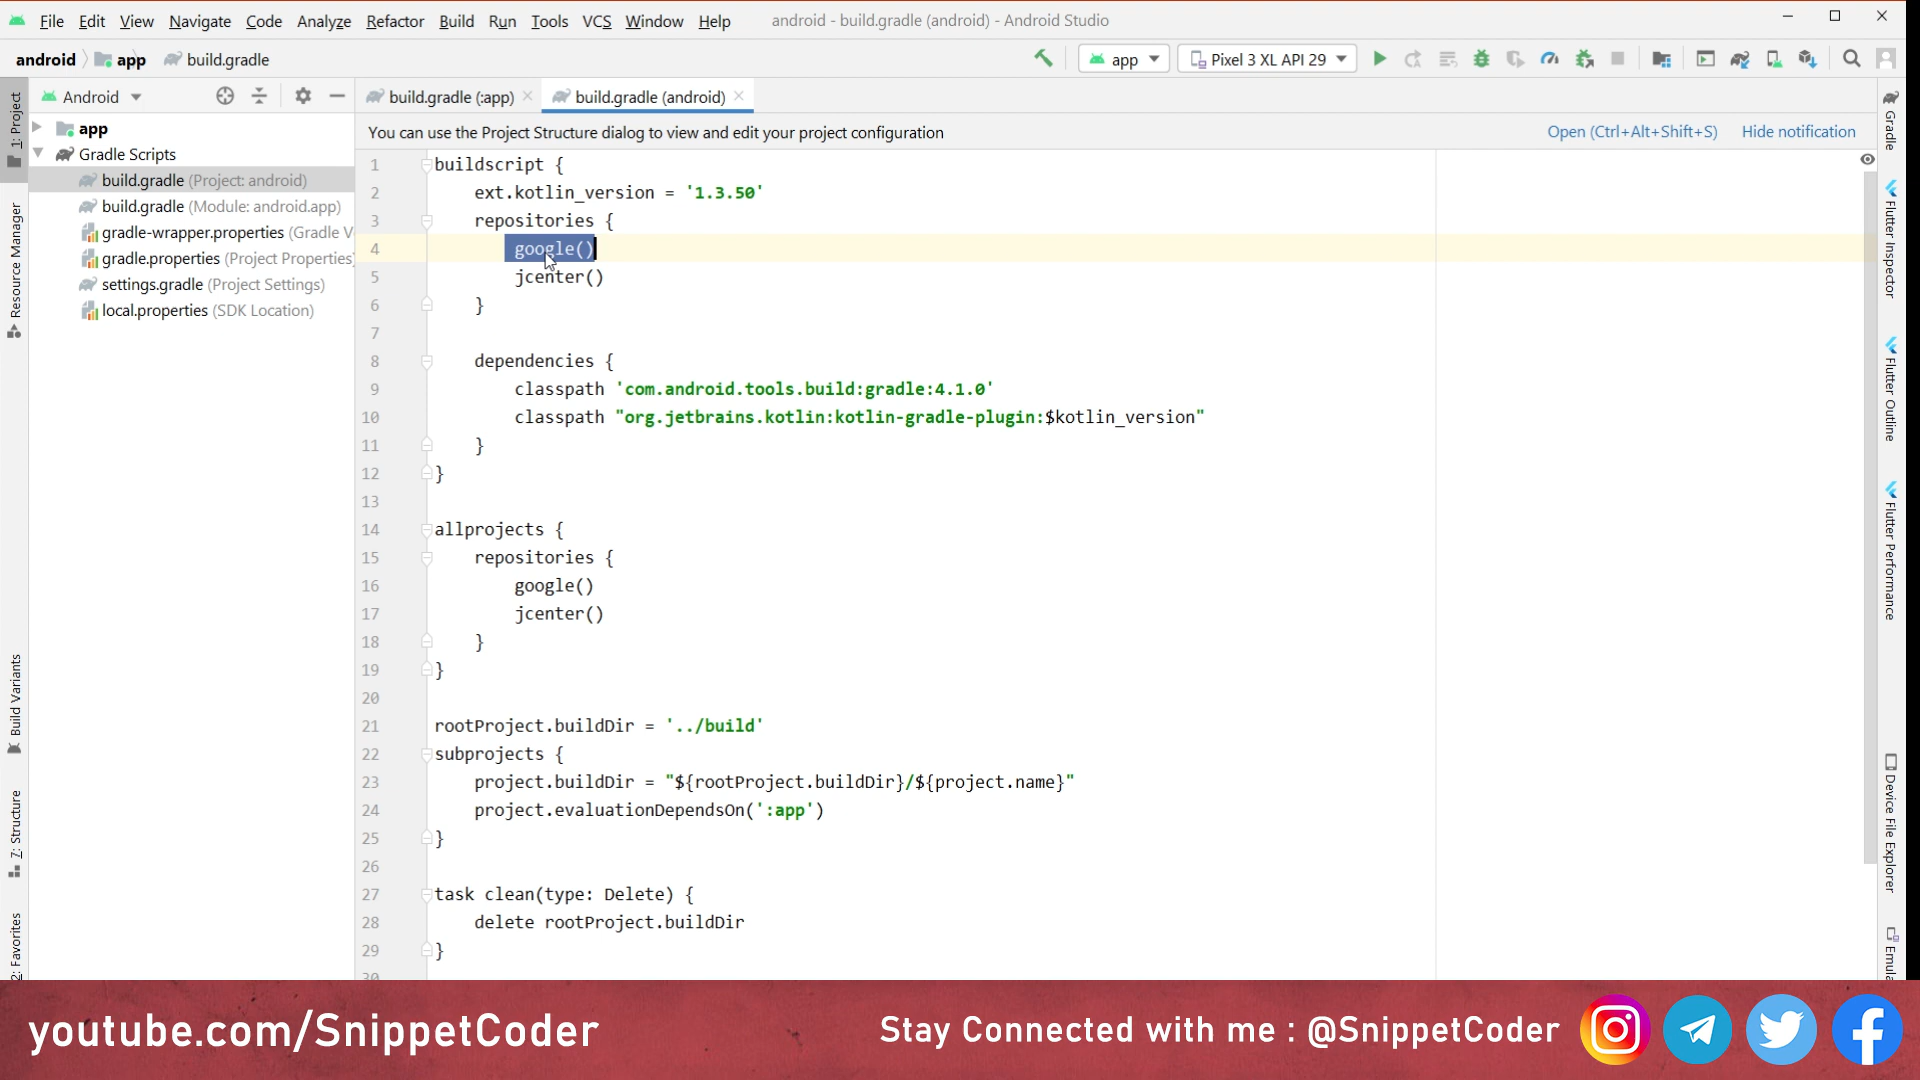 File Edit View Navigate Code Analyze Refactor Build Run Tools VCS Window Help android - build.gradle (android) - Android Studio
android app build.gradle app Pixel 3 XL API 29
Android build.gradle (:app) build.gradle (android)
You can use the Project Structure dialog to view and edit your project configuration Open (Ctrl+Alt+Shift+S) Hide notification
app
Gradle Scripts
build.gradle (Project: android)
build.gradle (Module: android.app)
gradle-wrapper.properties (Gradle V
gradle.properties (Project Properties)
settings.gradle (Project Settings)
local.properties (SDK Location)
1: Project
Resource Manager
Build Variants
7: Structure
2: Favorites
1 buildscript {
2 ext.kotlin_version = '1.3.50'
3 repositories {
4 google()
5 jcenter()
6 }
7
8 dependencies {
9 classpath 'com.android.tools.build:gradle:4.1.0'
10 classpath "org.jetbrains.kotlin:kotlin-gradle-plugin:$kotlin_version"
11 }
12 }
13
14 allprojects {
15 repositories {
16 google()
17 jcenter()
18 }
19 }
20
21 rootProject.buildDir = '../build'
22 subprojects {
23 project.buildDir = "${rootProject.buildDir}/${project.name}"
24 project.evaluationDependsOn(':app')
25 }
26
27 task clean(type: Delete) {
28 delete rootProject.buildDir
29 }
30
Gradle
Flutter Inspector
Flutter Outline
Flutter Performance
Device File Explorer
Emula
youtube.com/SnippetCoder Stay Connected with me : @SnippetCoder